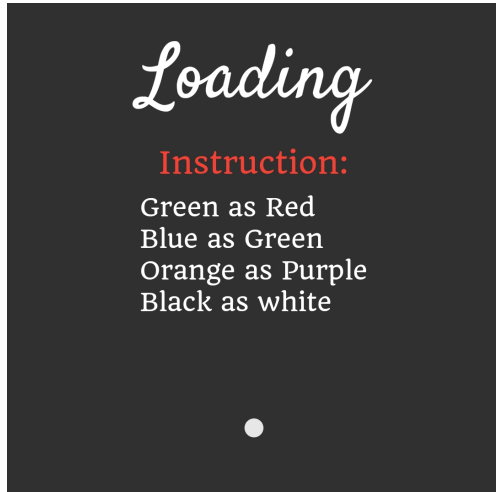 Loading
Instruction:
Green as Red
Blue as Green
Orange as Purple
Black as white